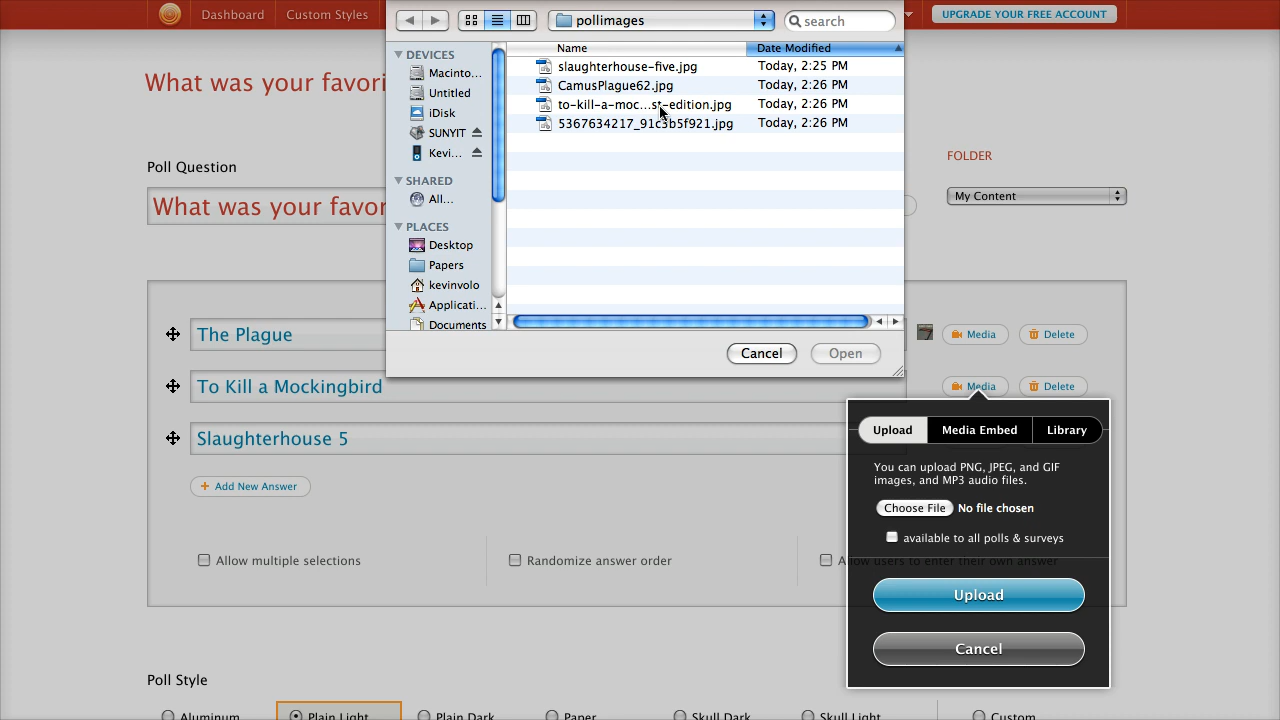 Dashboard
Custom Styles
UPGRADE YOUR FREE ACCOUNT
pollimages
search
DEVICES
Macinto...
Untitled
iDisk
SUNYIT
Kevi...
SHARED
All...
PLACES
Desktop
Papers
kevinvolo
Applicati...
Documents
Name
Date Modified
slaughterhouse-five.jpg
Today, 2:25 PM
CamusPlague62.jpg
Today, 2:26 PM
to-kill-a-moc...st-edition.jpg
Today, 2:26 PM
5367634217_91c3b5f921.jpg
Today, 2:26 PM
Cancel
Open
What was your favori
Poll Question
What was your favor
FOLDER
My Content
The Plague
Media
Delete
To Kill a Mockingbird
Media
Delete
Slaughterhouse 5
Add New Answer
Allow multiple selections
Randomize answer order
Allow users to enter their own answer
Upload
Media Embed
Library
You can upload PNG, JPEG, and GIF
images, and MP3 audio files.
Choose File
No file chosen
available to all polls & surveys
Upload
Cancel
Poll Style
Aluminum
Plain Light
Plain Dark
Paper
Skull Dark
Skull Light
Custom